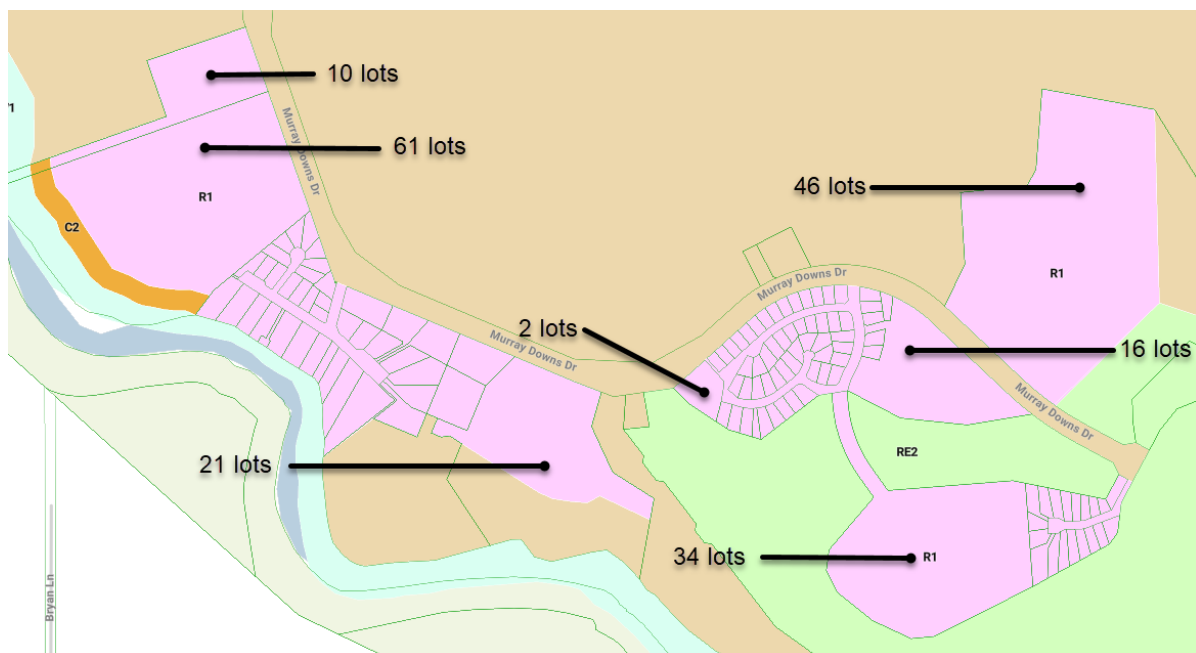 10 lots
Murray Downs Dr
61 lots
R1
C2
46 lots
R1
Murray Downs Dr
2 lots
Murray Downs Dr
16 lots
Murray Downs Dr
RE2
21 lots
34 lots
R1
Bryan Ln